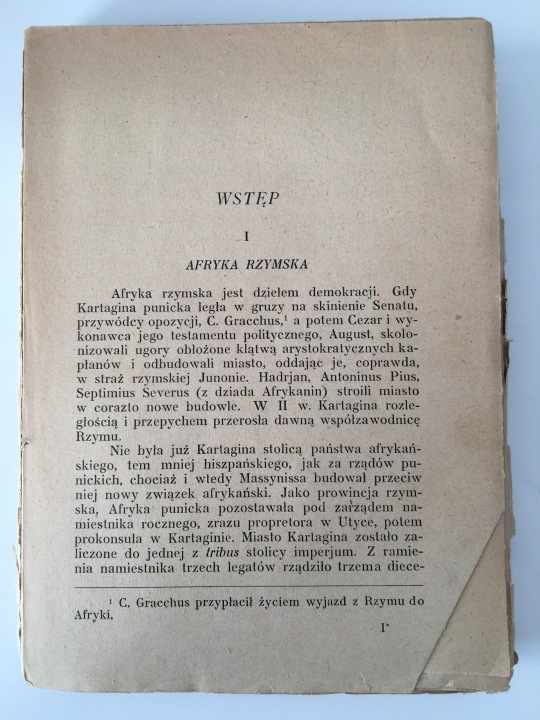 WSTĘP
I
AFRYKA RZYMSKA
Afryka rzymska jest dziełem demokracji. Gdy
Kartagina punicka legła w gruzy na skinienie Senatu,
przywódcy opozycji, C. Gracchus,¹ a potem Cezar i wy-
konawca jego testamentu politycznego, August, skolo-
nizowali ugory obłożone klątwą arystokratycznych ka-
płanów i odbudowali miasto, oddając je, coprawda,
w straż rzymskiej Junonie. Hadrjan, Antoninus Pius,
Septimius Severus (z dziada Afrykanin) stroili miasto
w corazto nowe budowle. W II w. Kartagina rozle-
głością i przepychem przerosła dawną współzawodnicę
Rzymu.
Nie była już Kartagina stolicą państwa afrykań-
skiego, tem mniej hiszpańskiego, jak za rządów pu-
nickich, chociaż i wtedy Massynissa budował przeciw
niej nowy związek afrykański. Jako prowincja rzym-
ska, Afryka punicka pozostawała pod zarządem na-
miestnika rocznego, zrazu propretora w Utyce, potem
prokonsula w Kartaginie. Miasto Kartagina zostało za-
liczone do jednej z tribus stolicy imperjum. Z ramie-
nia namiestnika trzech legatów rządziło trzema diece-
¹ C. Gracchus przypłacił życiem wyjazd z Rzymu do
Afryki.
I*